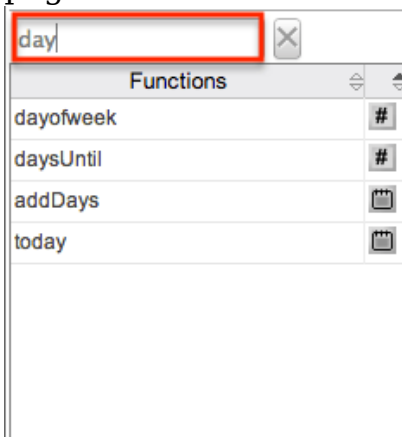 day
Functions
dayofweek #
daysUntil #
addDays
today